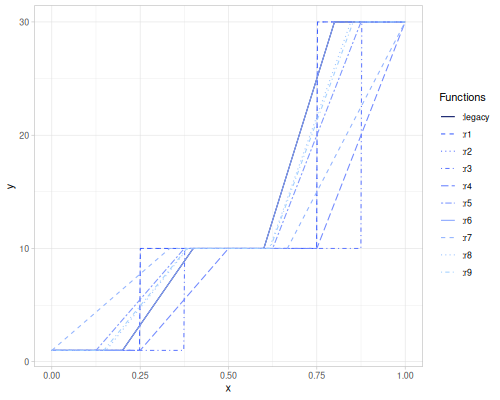 30
20
10
0
y
0.00 0.25 0.50 0.75 1.00
x
Functions
:legacy
:r1
:r2
:r3
:r4
:r5
:r6
:r7
:r8
:r9